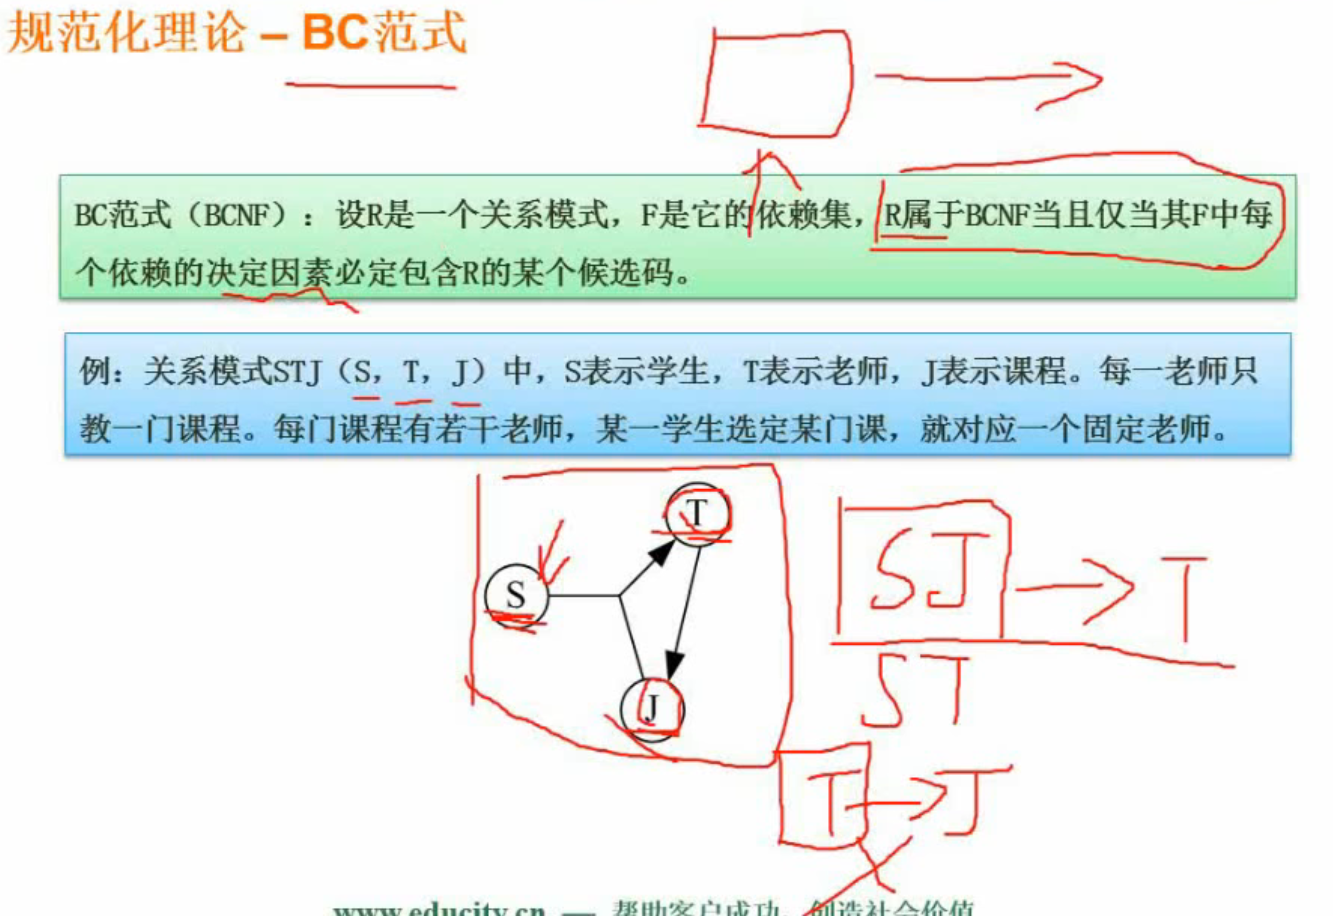 规范化理论 – BC范式
BC范式（BCNF）：设R是一个关系模式，F是它的依赖集，R属于BCNF当且仅当其F中每
个依赖的决定因素必定包含R的某个候选码。
例：关系模式STJ（S，T，J）中，S表示学生，T表示老师，J表示课程。每一老师只
教一门课程。每门课程有若干老师，某一学生选定某门课，就对应一个固定老师。
T
S
J
SJ → T
ST
T → J
www.educity.cn — 帮助客户成功，创造社会价值